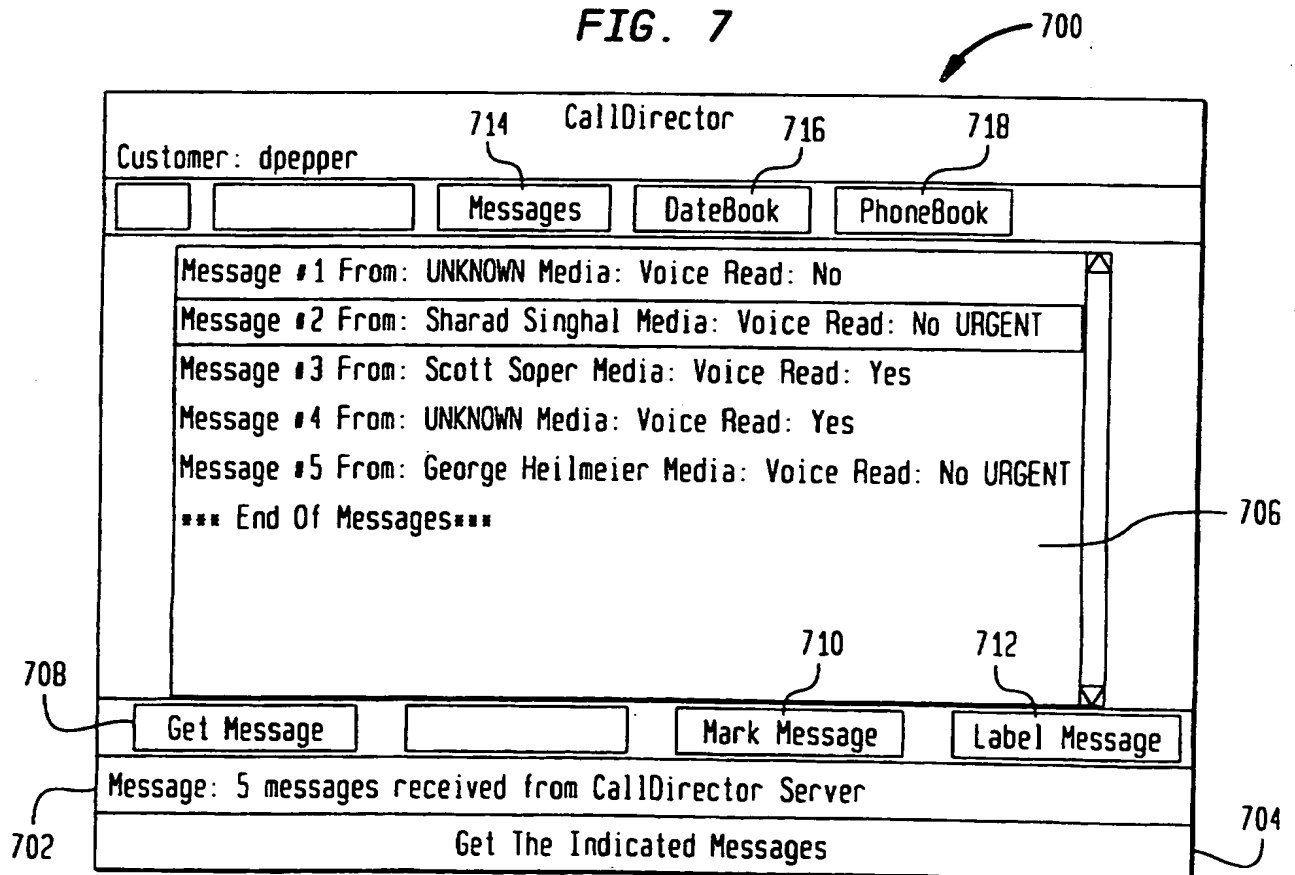 FIG. 7
700
CallDirector
714
716
718
Customer: dpepper
Messages
DateBook
PhoneBook
Message #1 From: UNKNOWN Media: Voice Read: No
Message #2 From: Sharad Singhal Media: Voice Read: No URGENT
Message #3 From: Scott Soper Media: Voice Read: Yes
Message #4 From: UNKNOWN Media: Voice Read: Yes
Message #5 From: George Heilmeier Media: Voice Read: No URGENT
*** End Of Messages***
706
710
712
708
Get Message
Mark Message
Label Message
Message: 5 messages received from CallDirector Server
702
704
Get The Indicated Messages